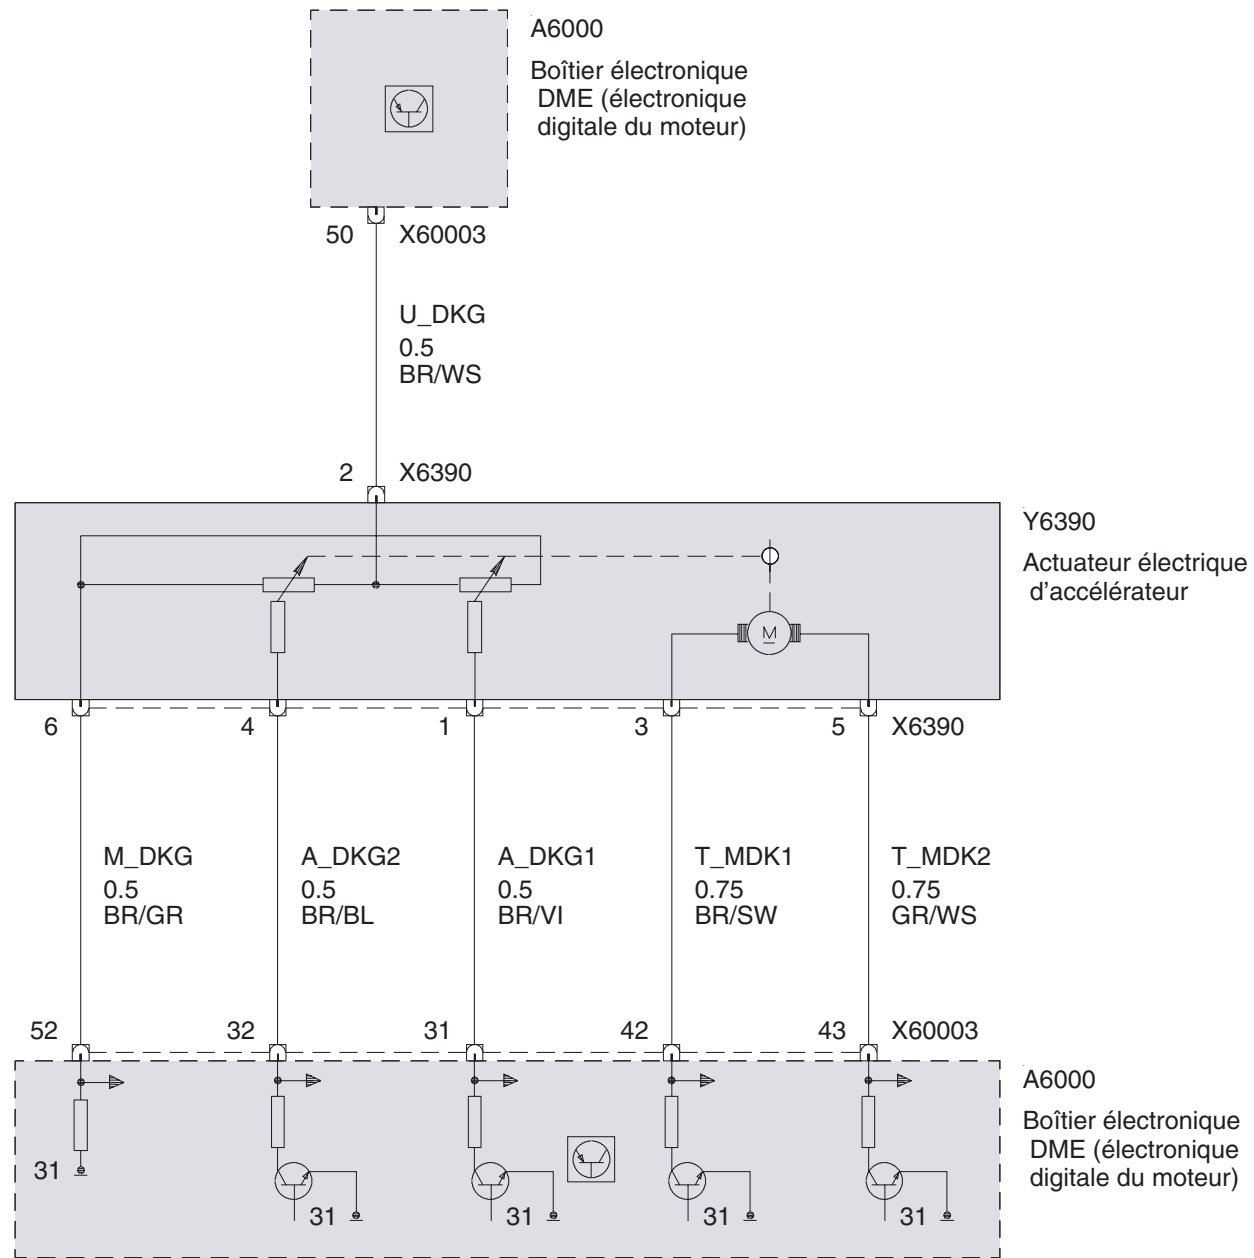 A6000
Boîtier électronique
DME (électronique
digitale du moteur)
50 X60003
U_DKG
0.5
BR/WS
2 X6390
Y6390
Actuateur électrique
d'accélérateur
M
6 4 1 3 5 X6390
M_DKG A_DKG2 A_DKG1 T_MDK1 T_MDK2
0.5 0.5 0.5 0.75 0.75
BR/GR BR/BL BR/VI BR/SW GR/WS
52 32 31 42 43 X60003
A6000
Boîtier électronique
DME (électronique
digitale du moteur)
31
31 31 31 31